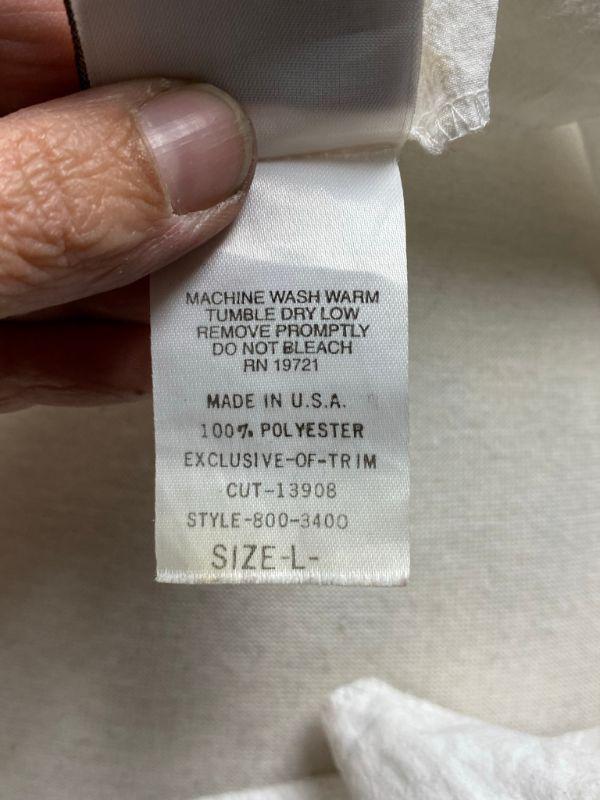 MACHINE WASH WARM
TUMBLE DRY LOW
REMOVE PROMPTLY
DO NOT BLEACH
RN 19721
MADE IN U.S.A.
100% POLYESTER
EXCLUSIVE-OF-TRIM
CUT-13908
STYLE-800-3400
SIZE-L-